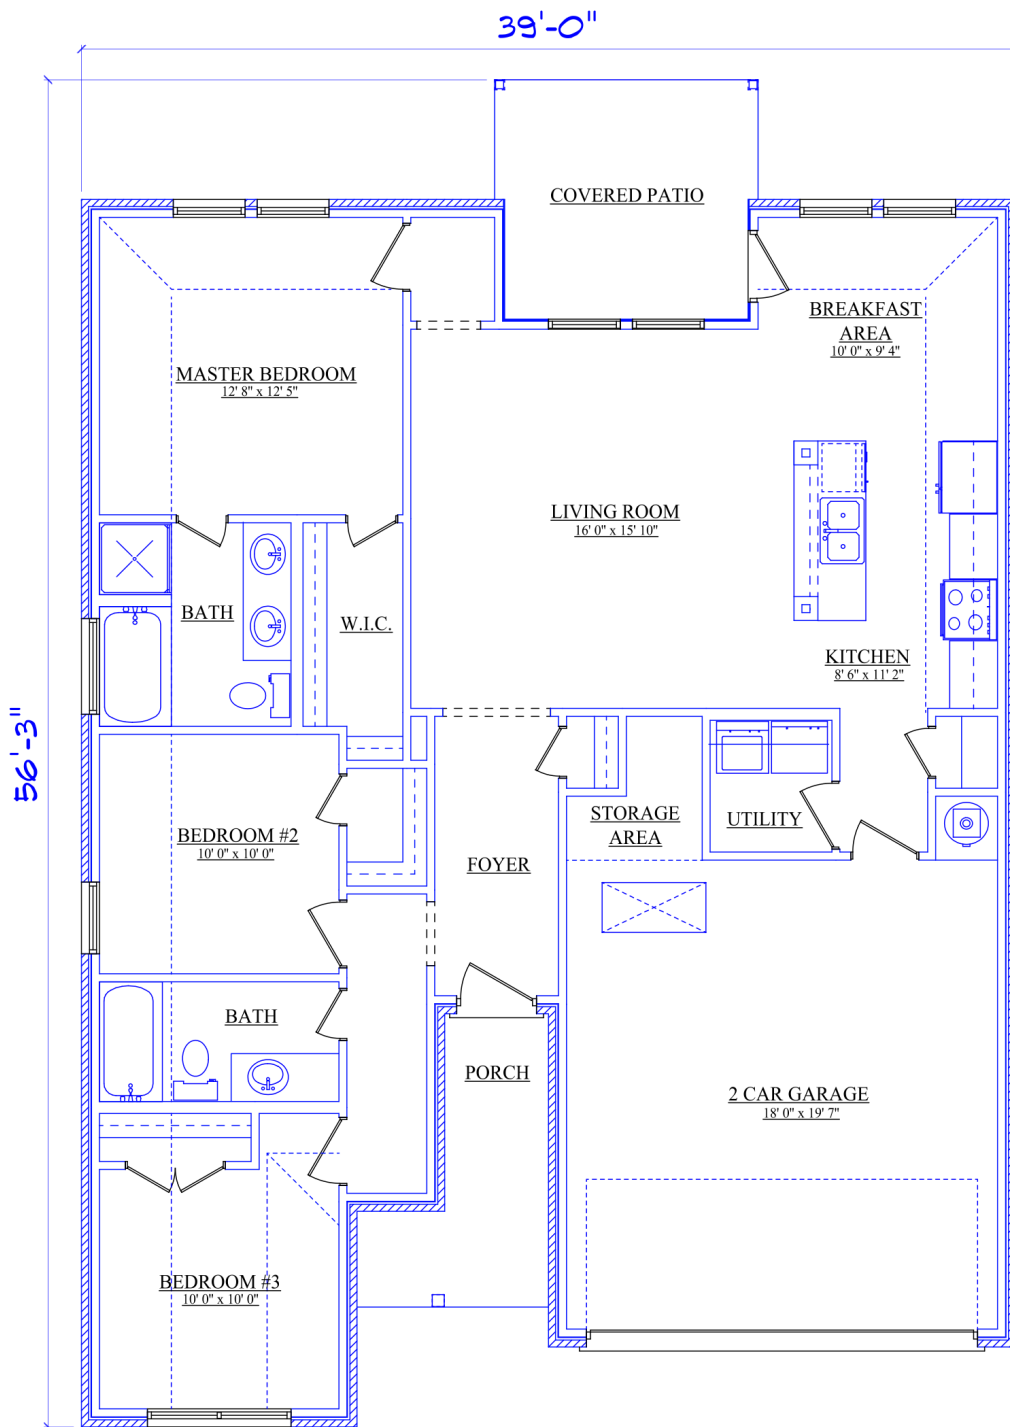 39'-0"
COVERED PATIO
BREAKFAST
AREA
10' 0" x 9' 4"
MASTER BEDROOM
12' 8" x 12' 5"
LIVING ROOM
16' 0" x 15' 10"
BATH
W.I.C.
KITCHEN
8' 6" x 11' 2"
56'-3"
STORAGE
AREA
UTILITY
BEDROOM #2
10' 0" x 10' 0"
FOYER
BATH
PORCH
2 CAR GARAGE
18' 0" x 19' 7"
BEDROOM #3
10' 0" x 10' 0"